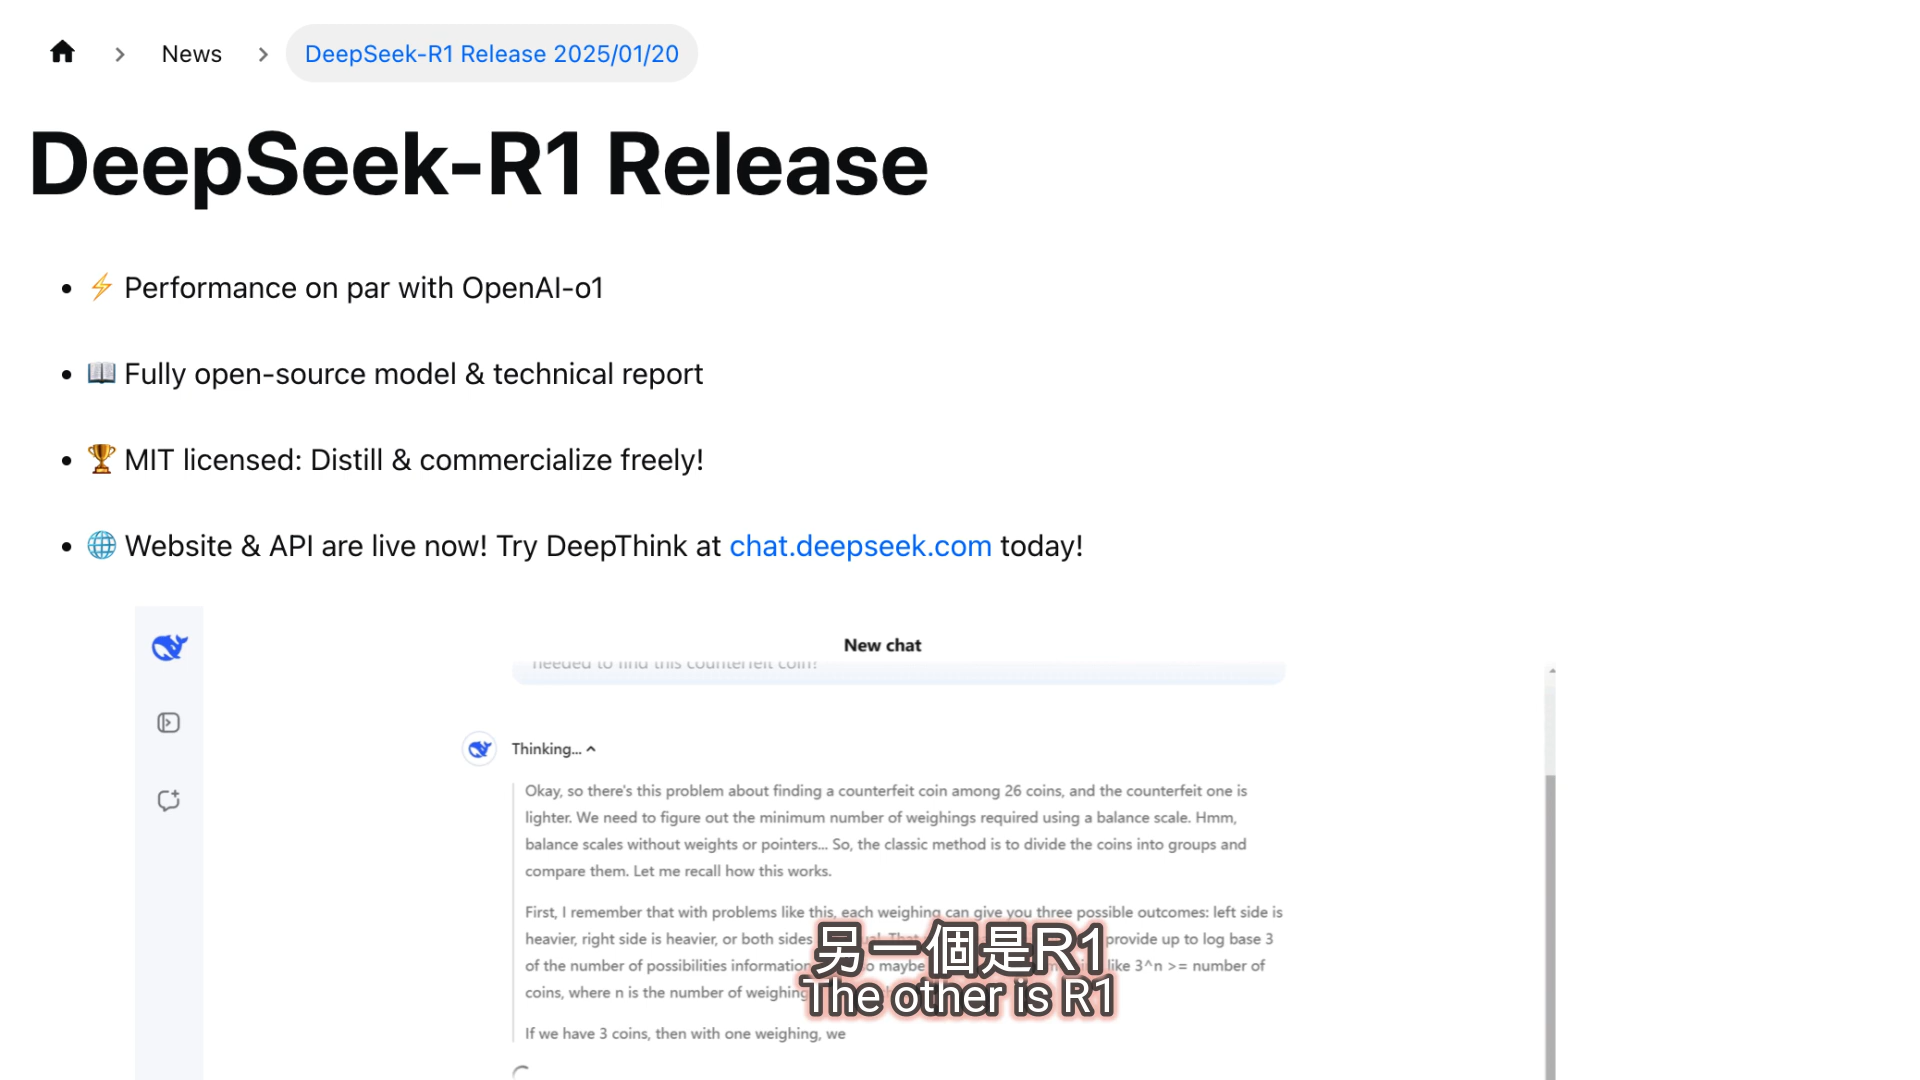 News
DeepSeek-R1 Release 2025/01/20
DeepSeek-R1 Release
Performance on par with OpenAI-o1
Fully open-source model & technical report
MIT licensed: Distill & commercialize freely!
Website & API are live now! Try DeepThink at chat.deepseek.com today!
New chat
needed to find this counterfeit coin?
Thinking...
Okay, so there's this problem about finding a counterfeit coin among 26 coins, and the counterfeit one is
lighter. We need to figure out the minimum number of weighings required using a balance scale. Hmm,
balance scales without weights or pointers... So, the classic method is to divide the coins into groups and
compare them. Let me recall how this works.
First, I remember that with problems like this, each weighing can give you three possible outcomes: left side is
heavier, right side is heavier, or both sides provide up to log base 3
of the number of possibilities information maybe like 3^n >= number of
coins, where n is the number of weighing
If we have 3 coins, then with one weighing, we
另一個是R1
The other is R1